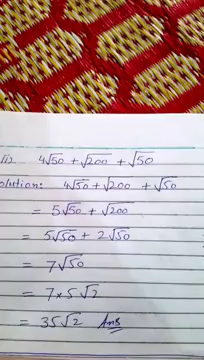 ii). 4√50 + √200 + √50
olution: 4√50 + √200 + √50
= 5√50 + √200
= 5√50 + 2√50
= 7√50
= 7×5√2
= 35√2 Ans